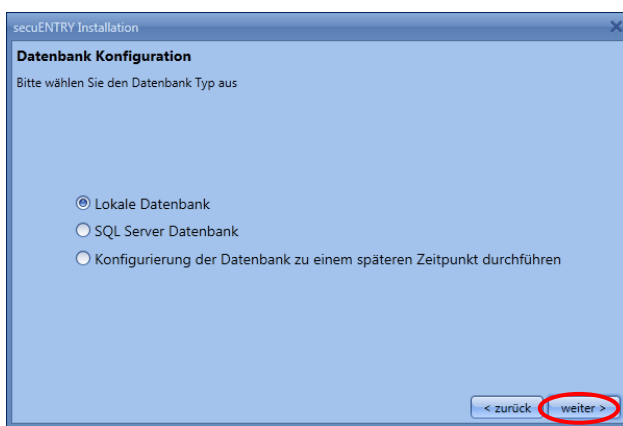 secuENTRY Installation
Datenbank Konfiguration
Bitte wählen Sie den Datenbank Typ aus
Lokale Datenbank
SQL Server Datenbank
Konfigurierung der Datenbank zu einem späteren Zeitpunkt durchführen
< zurück weiter >